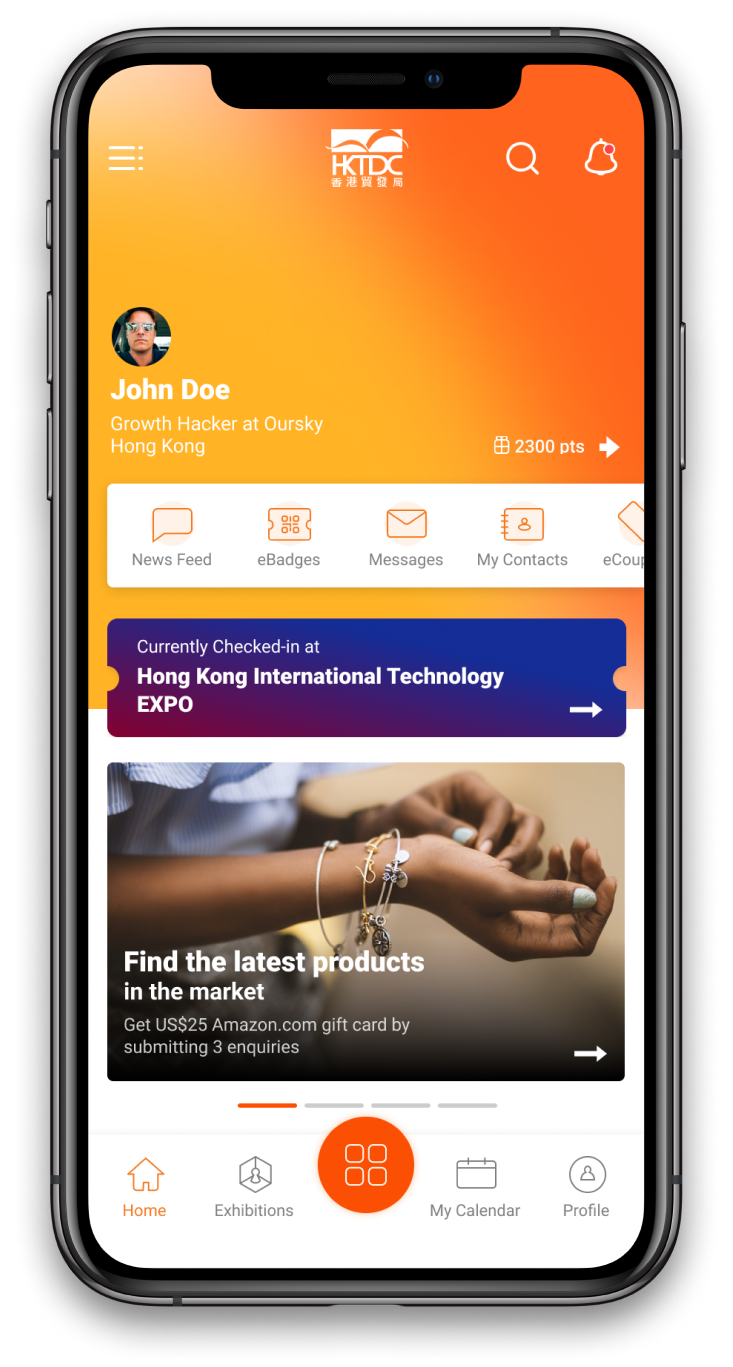 HKTDC
香港貿發局
John Doe
Growth Hacker at Oursky
Hong Kong
2300 pts
News Feed
eBadges
Messages
My Contacts
eCoup
Currently Checked-in at
Hong Kong International Technology
EXPO
Find the latest products
in the market
Get US$25 Amazon.com gift card by
submitting 3 enquiries
Home
Exhibitions
My Calendar
Profile